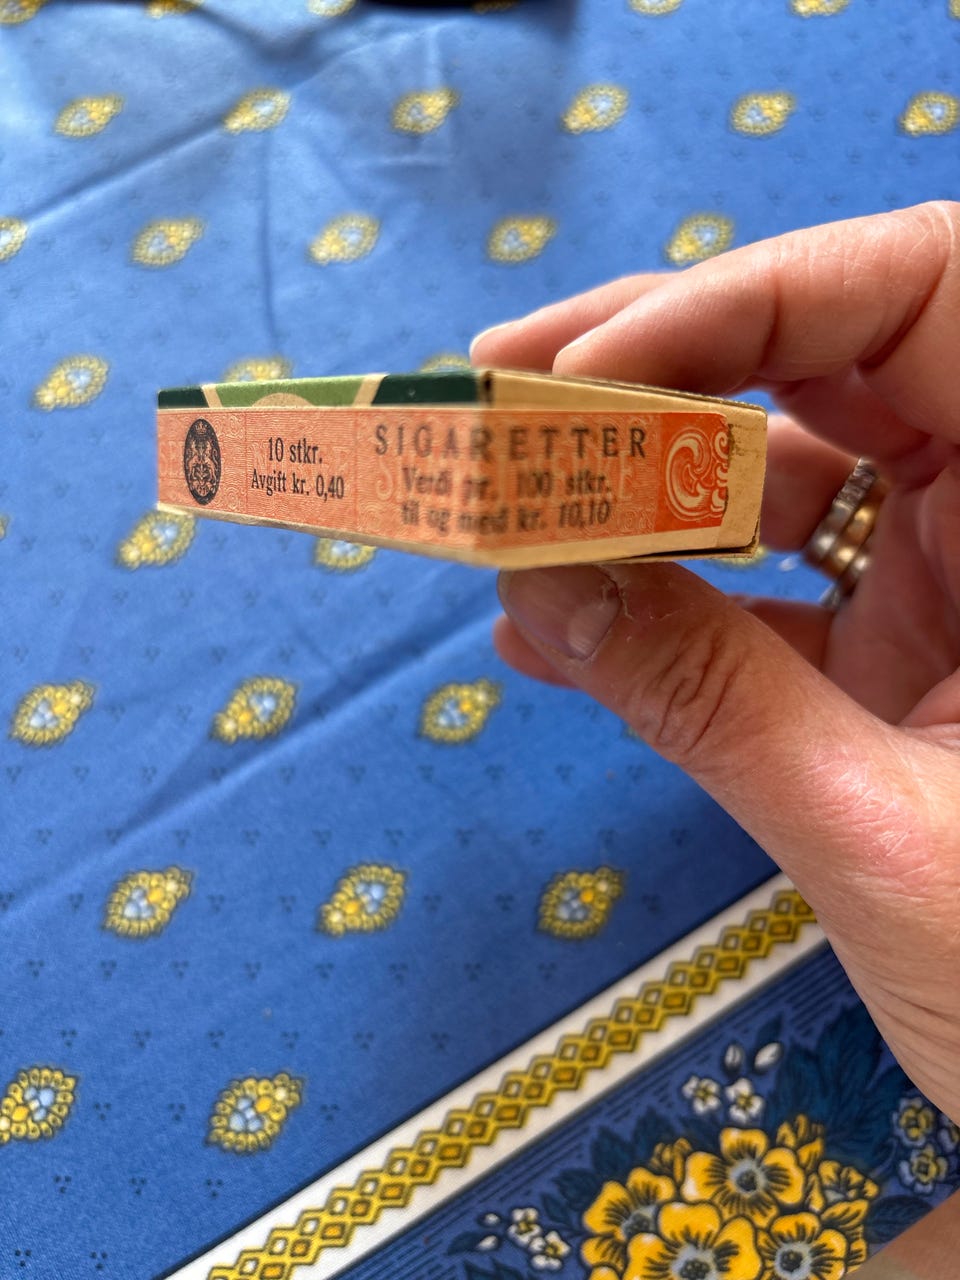 10 stkr.
Avgift kr. 0,40
SIGARETTER
Verdi pr. 100 stkr.
til og med kr. 10,10